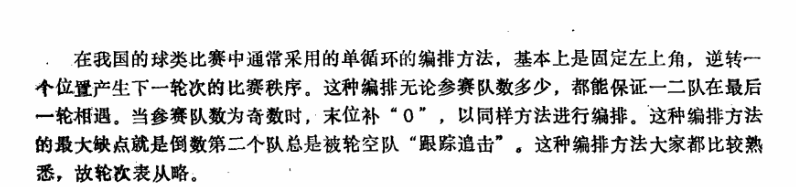 在我国的球类比赛中通常采用的单循环的编排方法，基本上是固定左上角，逆转一
个位置产生下一轮次的比赛秩序。这种编排无论参赛队数多少，都能保证一二队在最后
一轮相遇。当参赛队数为奇数时，末位补“0”，以同样方法进行编排。这种编排方法
的最大缺点就是倒数第二个队总是被轮空队“跟踪追击”。这种编排方法大家都比较熟
悉，故轮次表从略。